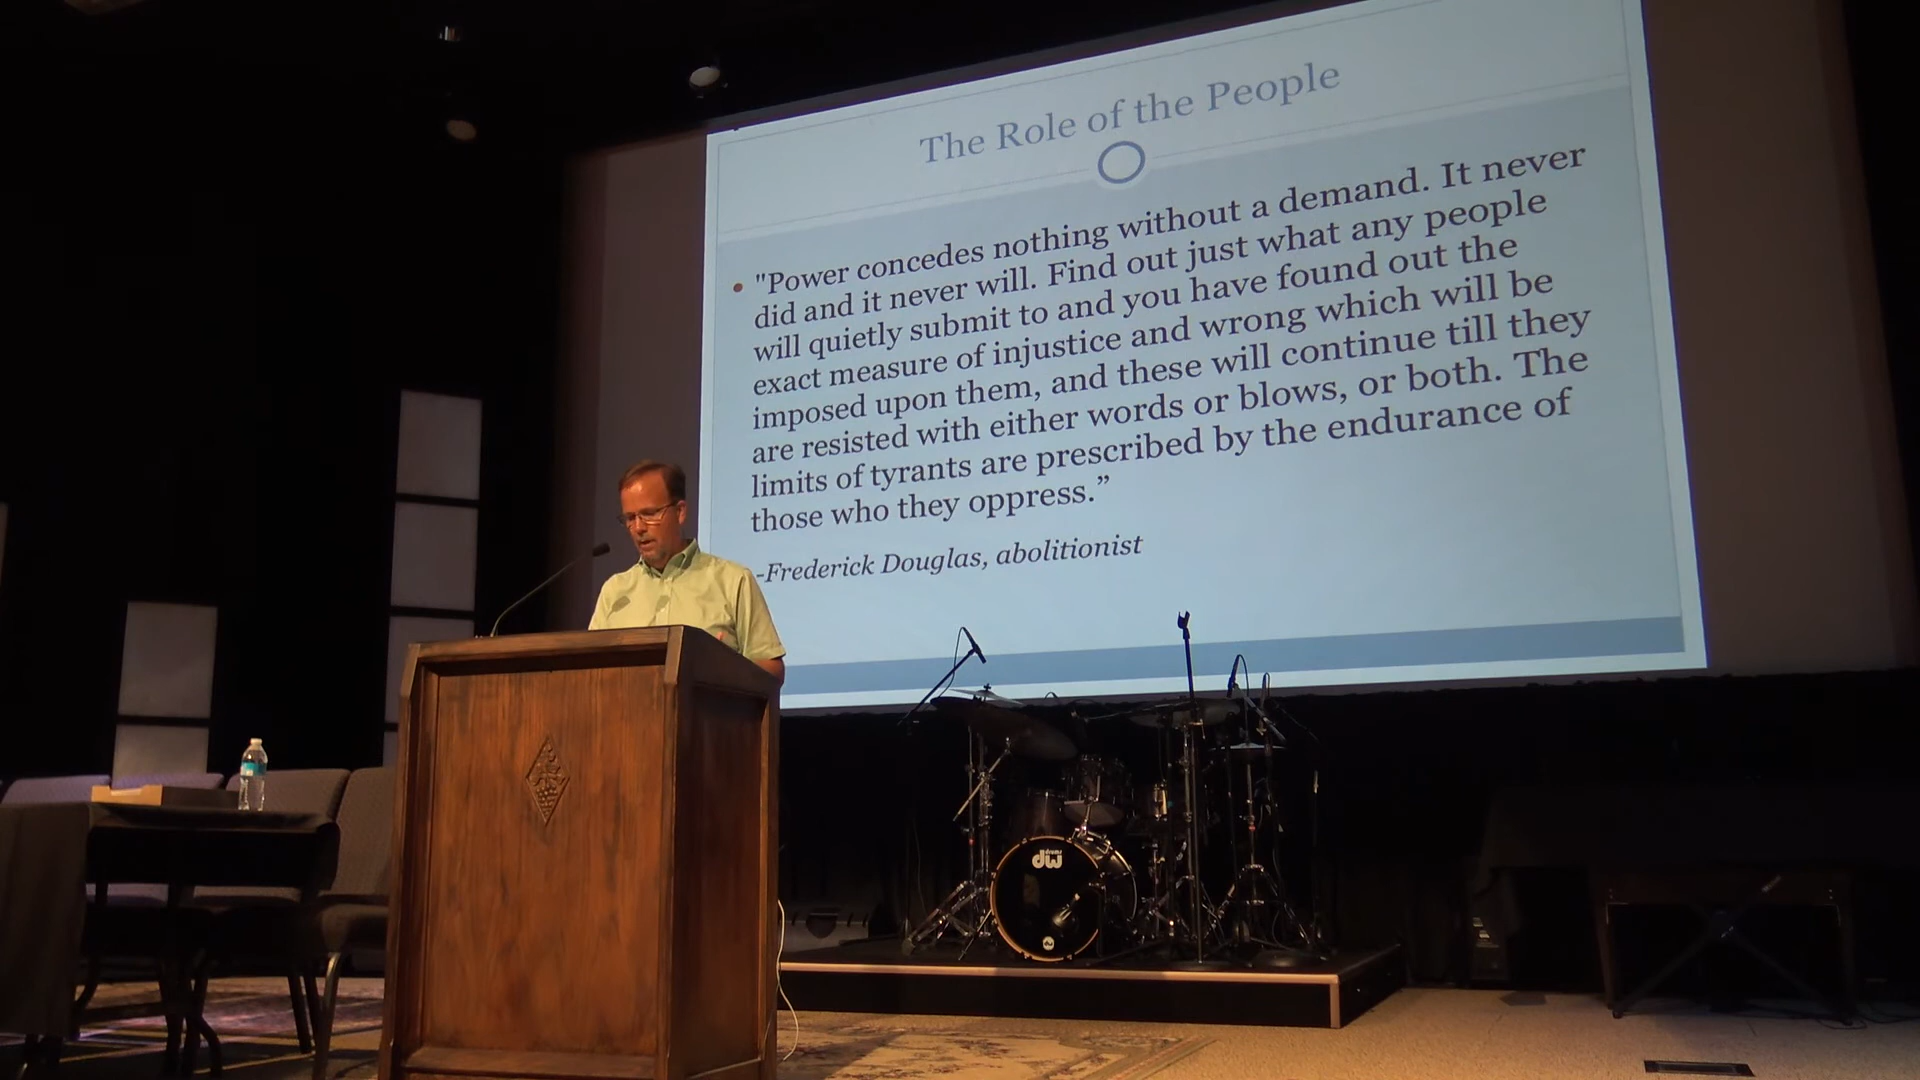 The Role of the People
• "Power concedes nothing without a demand. It never
did and it never will. Find out just what any people
will quietly submit to and you have found out the
exact measure of injustice and wrong which will be
imposed upon them, and these will continue till they
are resisted with either words or blows, or both. The
limits of tyrants are prescribed by the endurance of
those who they oppress.”
-Frederick Douglas, abolitionist
drums
dw
dw